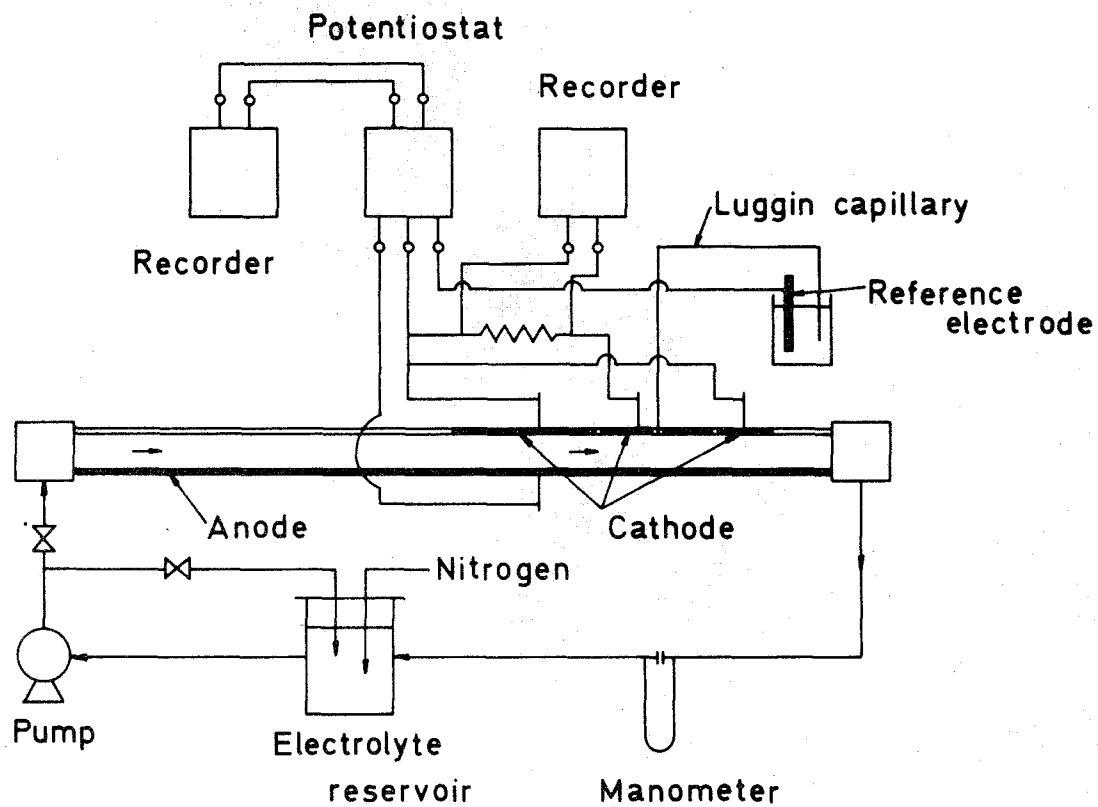 Potentiostat
Recorder
Luggin capillary
Recorder
Reference
electrode
Anode
Cathode
Nitrogen
Pump
Electrolyte
reservoir
Manometer